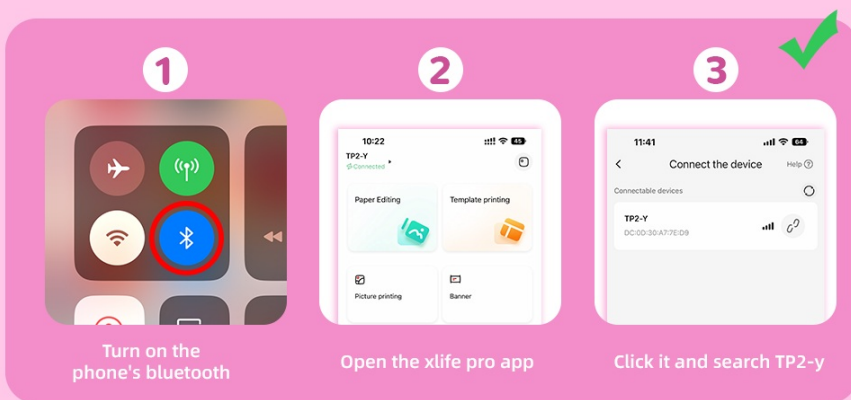 1
2
3
10:22
45
TP2-Y
Connected
Paper Editing
Template printing
Picture printing
Banner
11:41
64
Connect the device
Help
Connectable devices
TP2-Y
DC:0D:30:A7:7E:D9
Turn on the
phone's bluetooth
Open the xlife pro app
Click it and search TP2-y